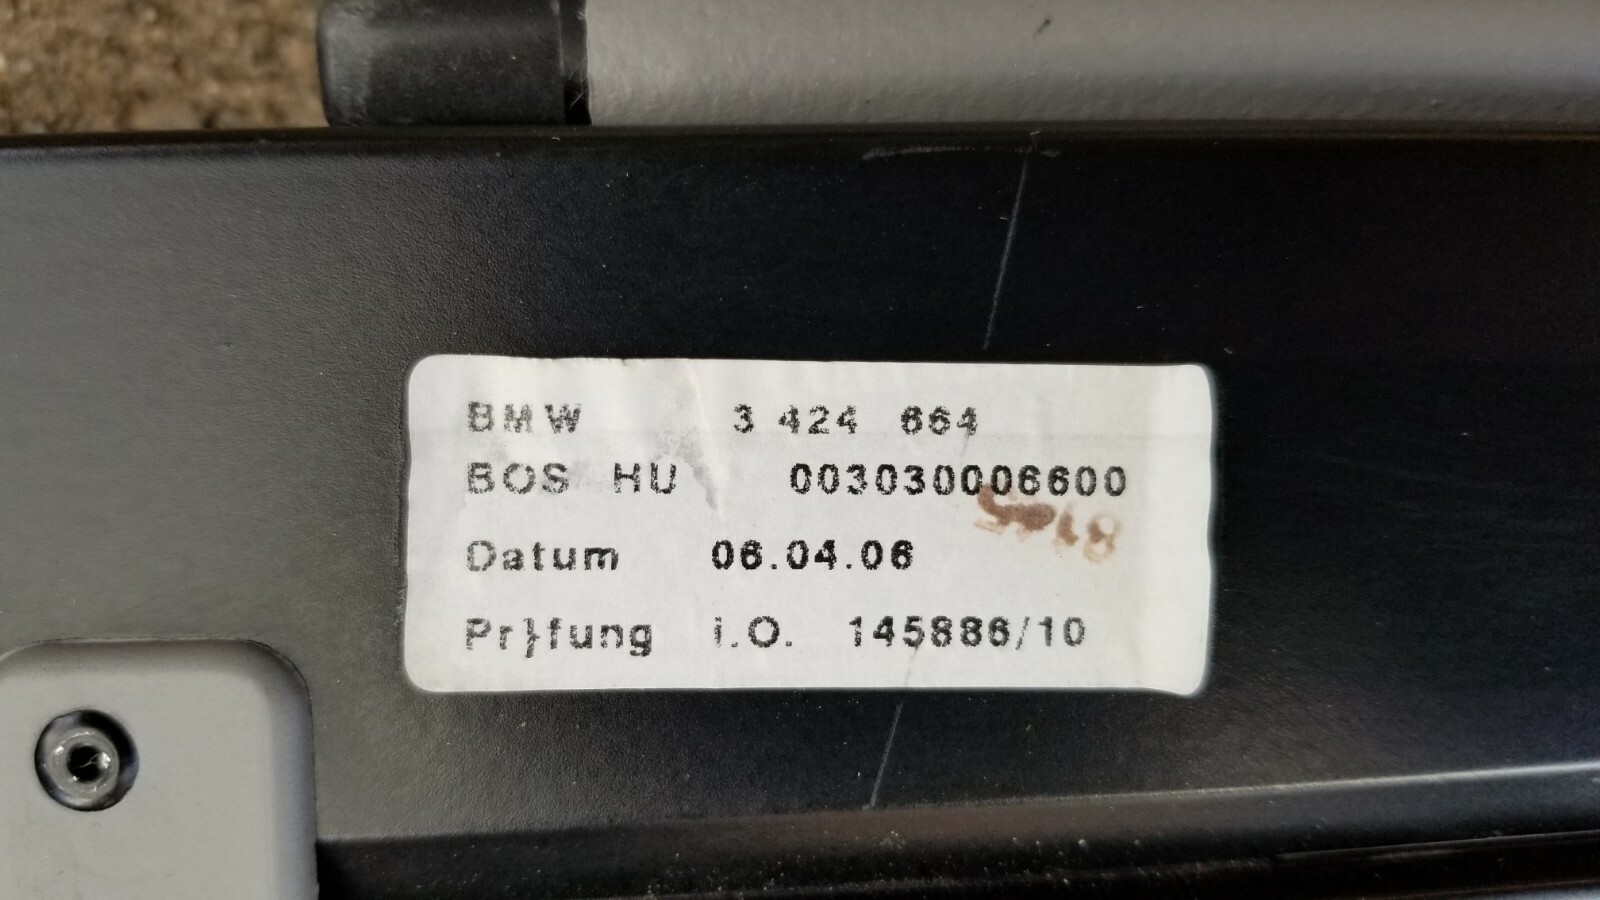 BMW 3 424 664
BOS HU 003030006600
Datum 06.04.06
Pr}fung i.O. 145886/10